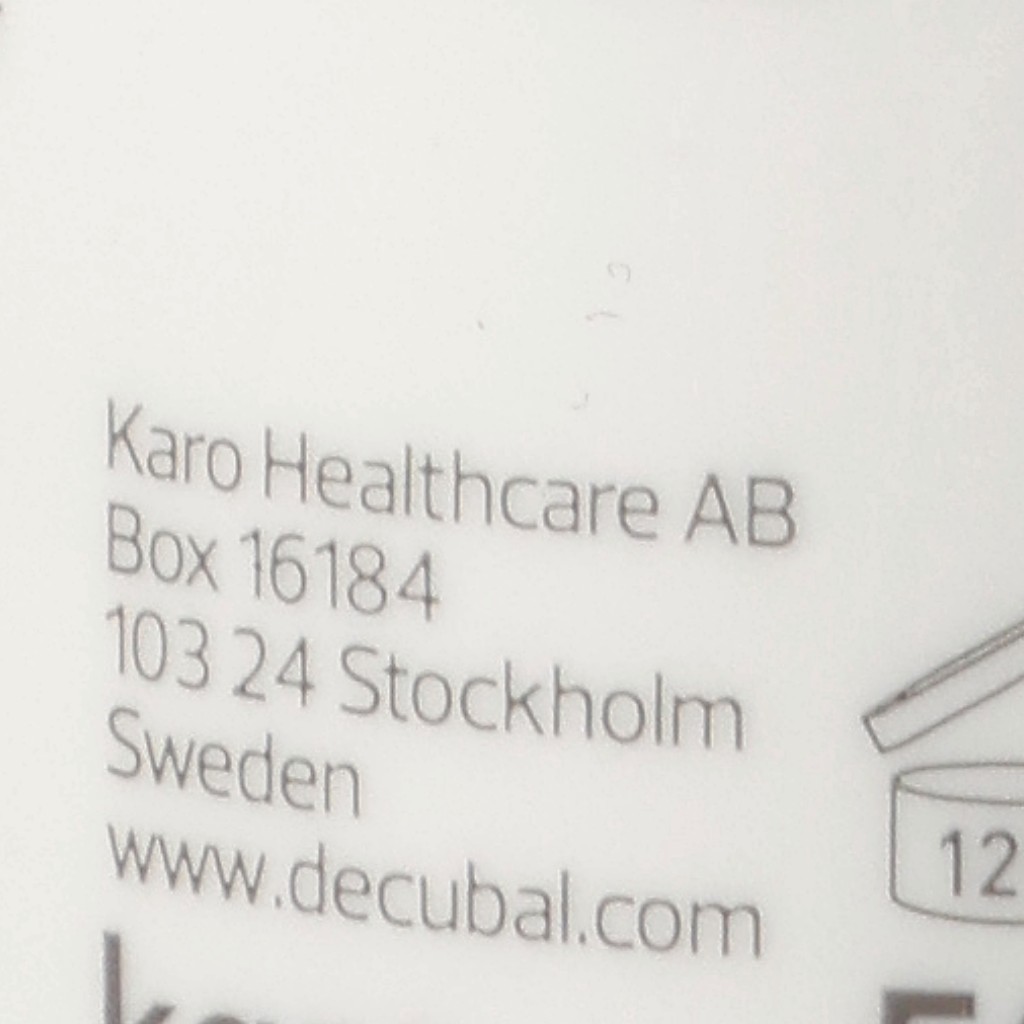 Karo Healthcare AB
Box 16184
103 24 Stockholm
Sweden
www.decubal.com
12